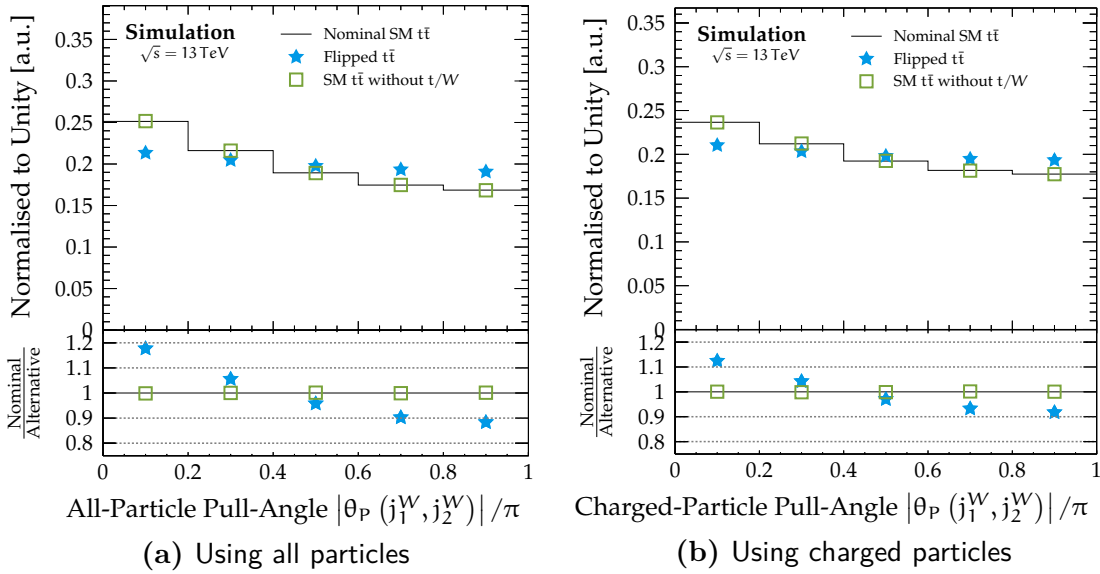 Normalised to Unity [a.u.]
0.35
0.3
0.25
0.2
0.15
0.1
0.05
0
Simulation
√s = 13 TeV
Nominal SM tt̄
Flipped tt̄
SM tt̄ without t/W
Nominal
Alternative
1.2
1.1
1
0.9
0.8
0 0.2 0.4 0.6 0.8 1
All-Particle Pull-Angle |θP (j1^W, j2^W)| /π
(a) Using all particles
Normalised to Unity [a.u.]
0.35
0.3
0.25
0.2
0.15
0.1
0.05
0
Simulation
√s = 13 TeV
Nominal SM tt̄
Flipped tt̄
SM tt̄ without t/W
Nominal
Alternative
1.2
1.1
1
0.9
0.8
0 0.2 0.4 0.6 0.8 1
Charged-Particle Pull-Angle |θP (j1^W, j2^W)| /π
(b) Using charged particles